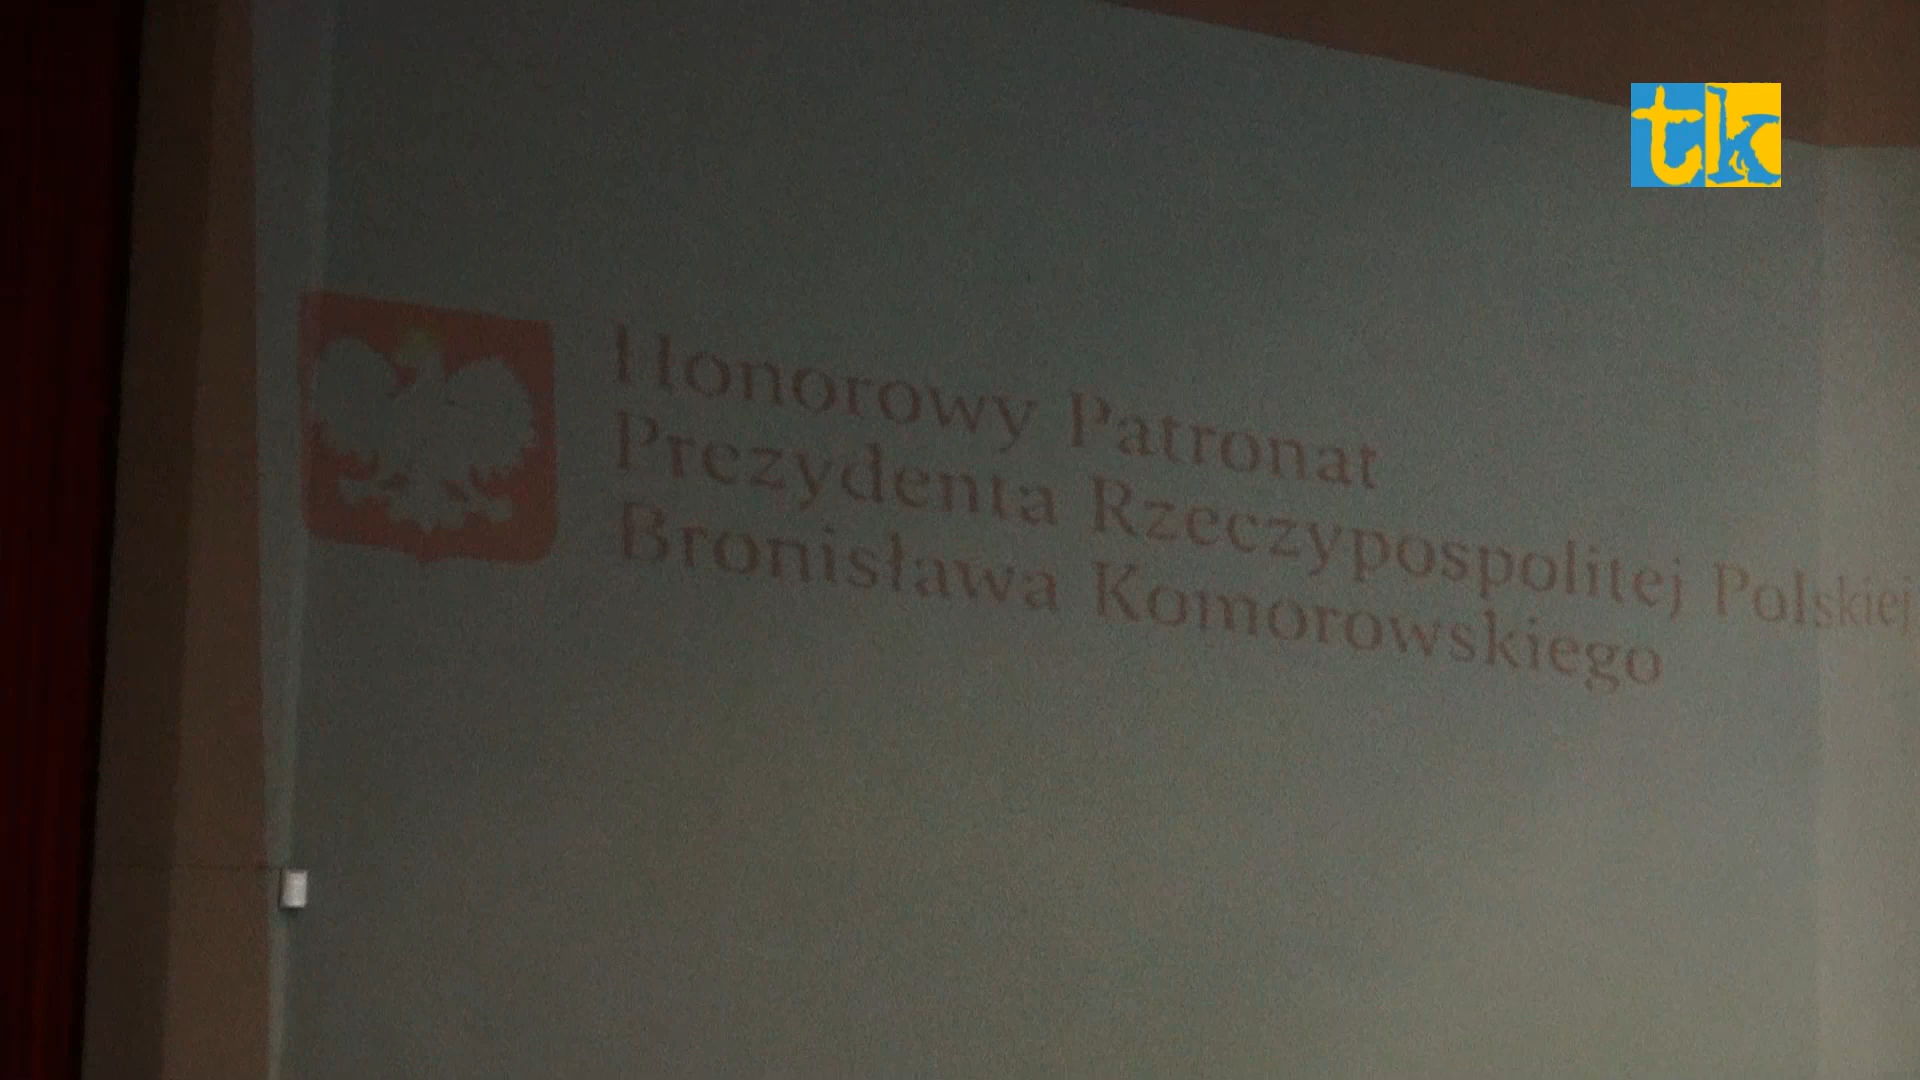 tk
Honorowy Patronat
Prezydenta Rzeczypospolitej Polskiej
Bronisława Komorowskiego